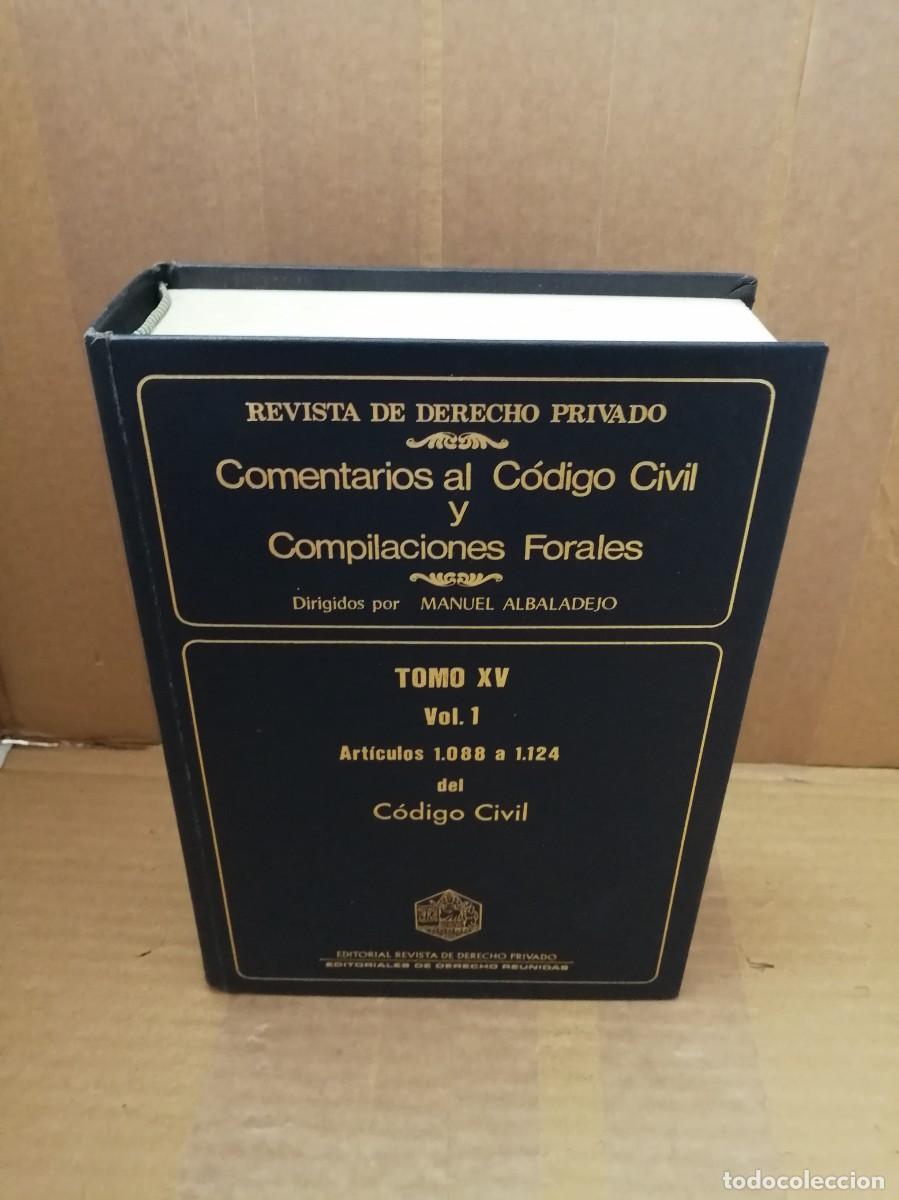 REVISTA DE DERECHO PRIVADO
Comentarios al Código Civil
y
Compilaciones Forales
Dirigidos por MANUEL ALBALADEJO
TOMO XV
Vol. 1
Artículos 1.088 a 1.124
del
Código Civil
EDITORIAL REVISTA DE DERECHO PRIVADO
EDITORIALES DE DERECHO REUNIDAS
todocoleccion